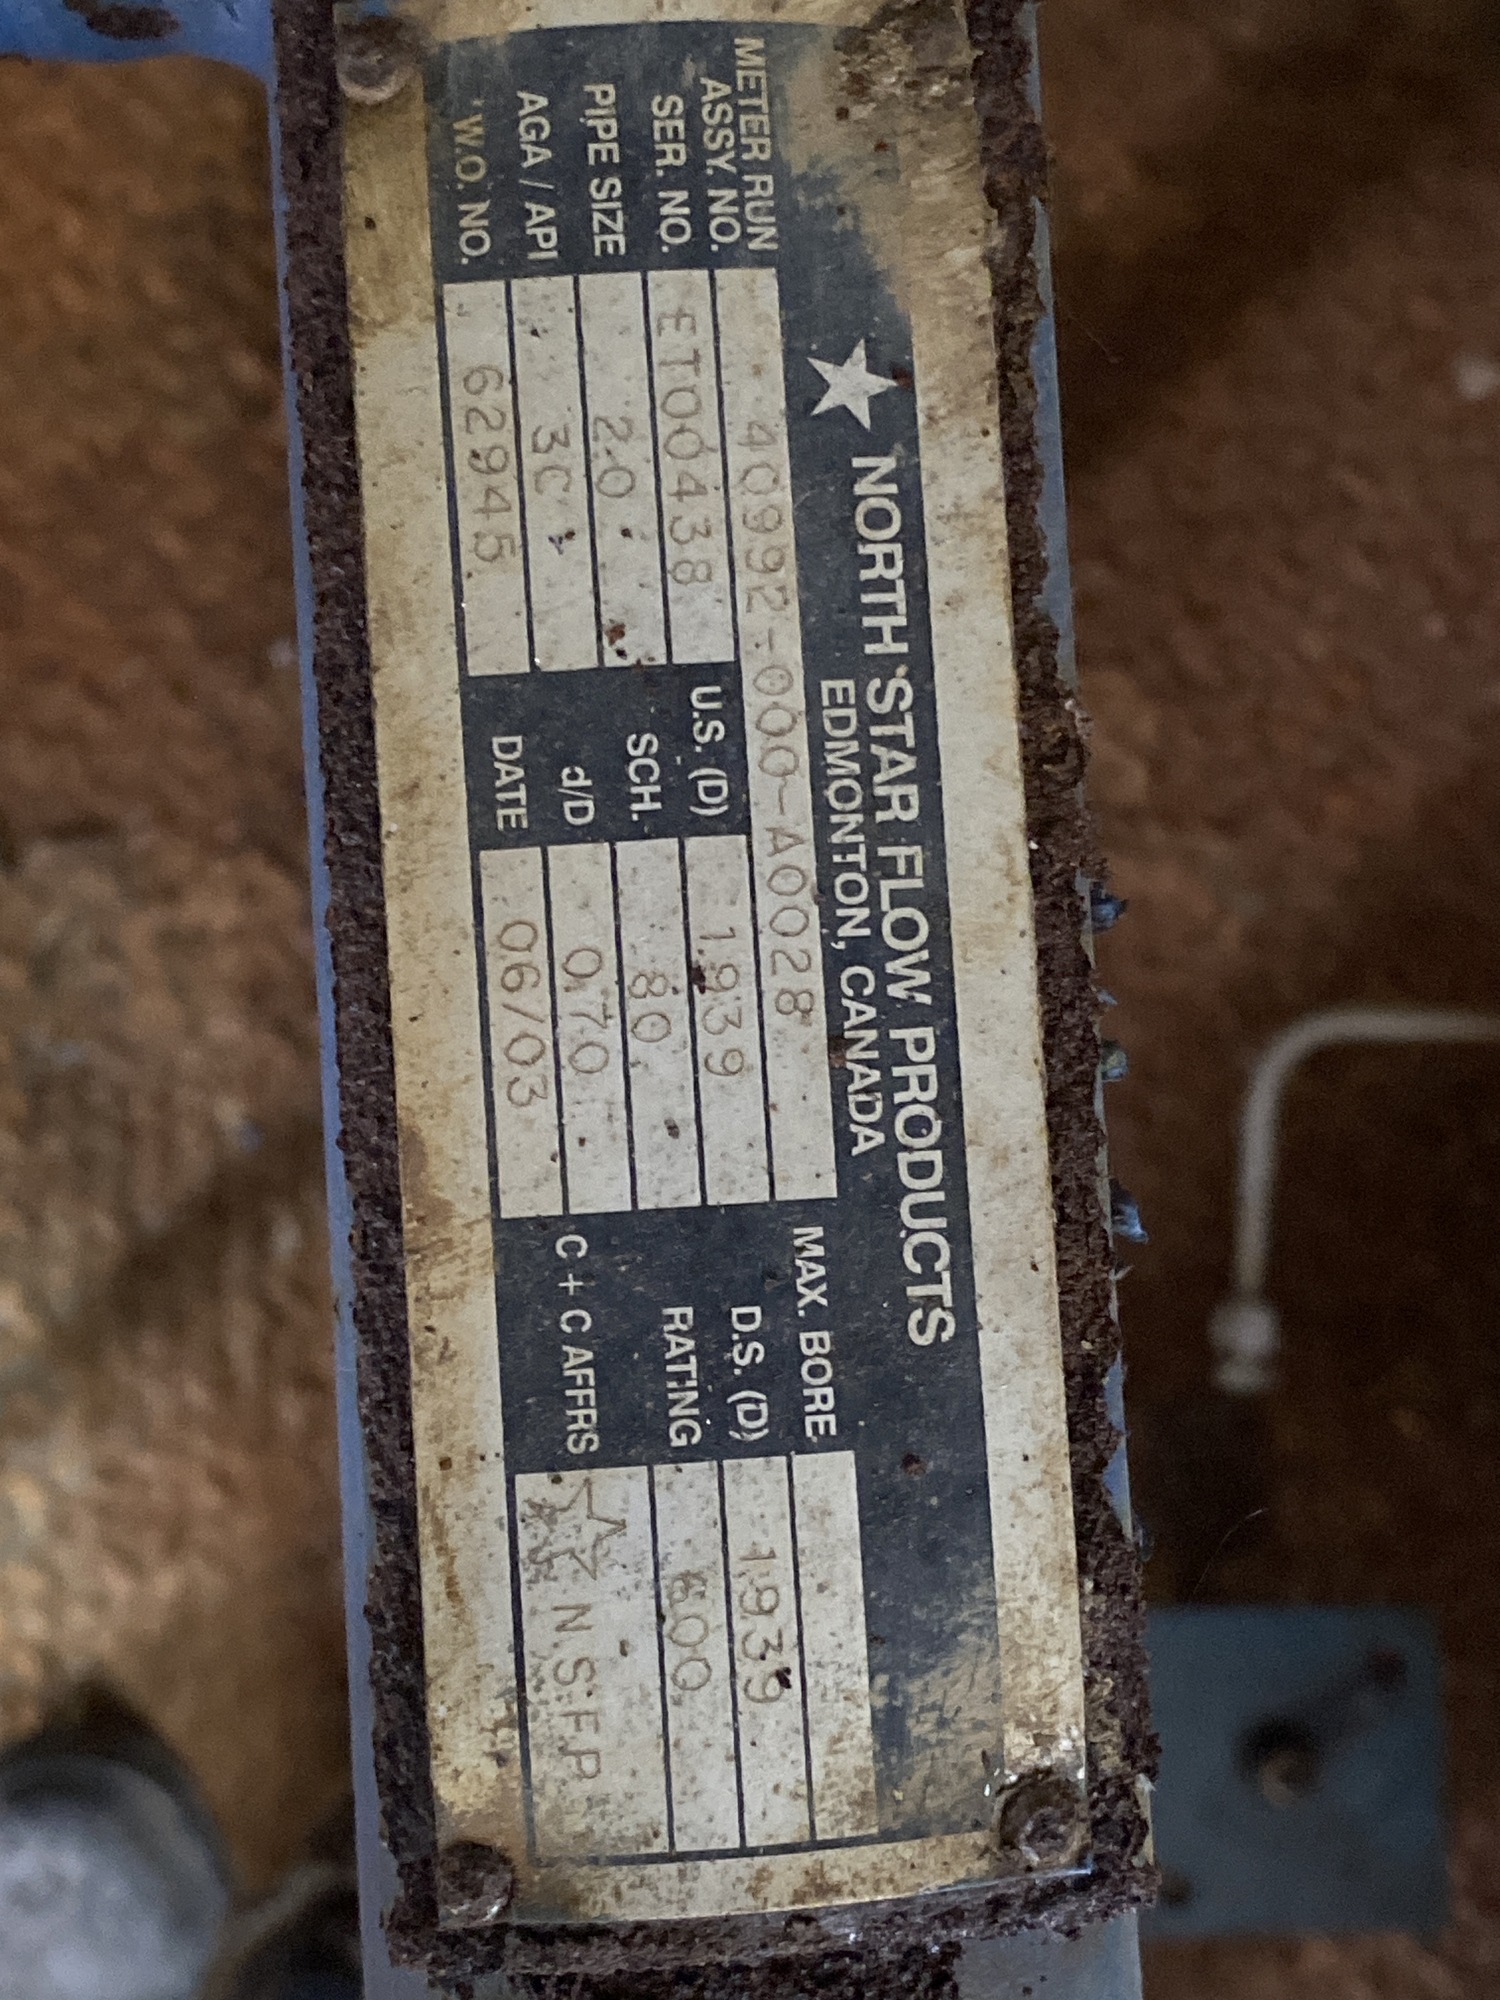 NORTH STAR FLOW PRODUCTS
EDMONTON, CANADA
METER RUN
ASSY. NO. 40992-000-A0028 MAX. BORE
SER. NO. ET00438 U.S. (D) 1.939 D.S. (D) 1.939
PIPE SIZE 2.0 SCH. 80 RATING 600
AGA / API 3 d/D 0.70 C + C AFFRS
W.O. NO. 62945 DATE 06/03 N.S.F.P.